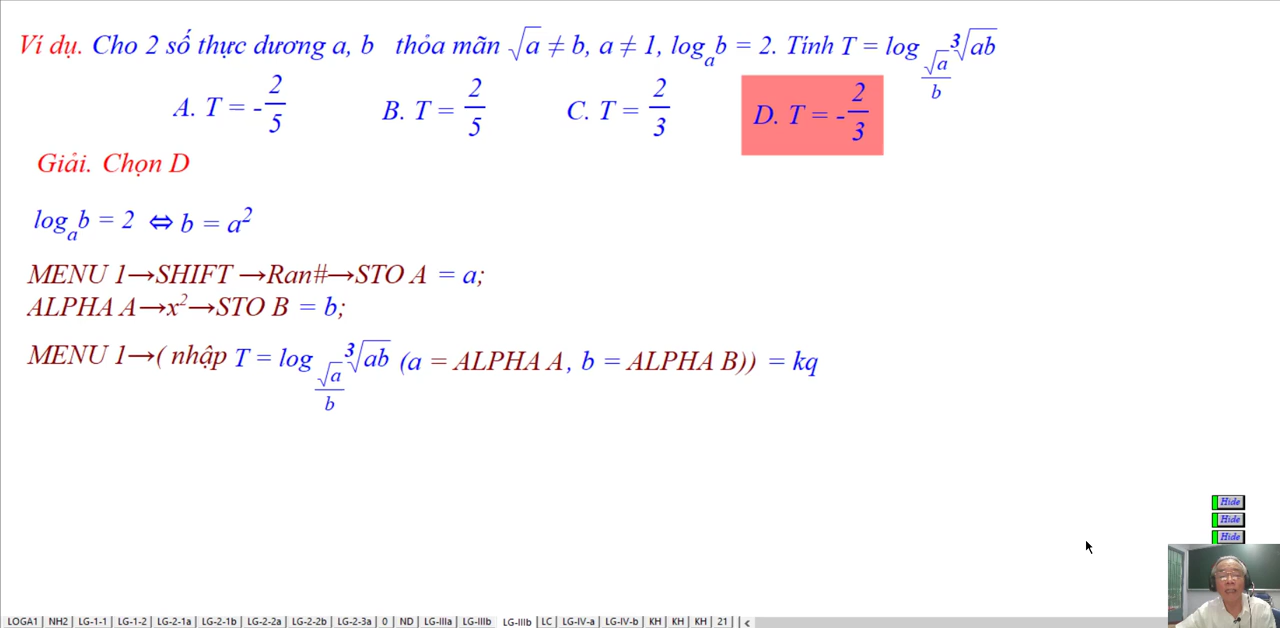 Ví dụ. Cho 2 số thực dương a, b thỏa mãn √a ≠ b, a ≠ 1, log_a b = 2. Tính T = log_(√a/b) ∛(ab)
A. T = -2/5 B. T = 2/5 C. T = 2/3 D. T = -2/3
Giải. Chọn D
log_a b = 2 ⇔ b = a²
MENU 1→SHIFT →Ran#→STO A = a;
ALPHA A→x²→STO B = b;
MENU 1→( nhập T = log_(√a/b) ∛(ab) (a = ALPHA A, b = ALPHA B)) = kq
Hide
Hide
Hide
LOGA1 | NH2 | LG-1-1 | LG-1-2 | LG-2-1a | LG-2-1b | LG-2-2a | LG-2-2b | LG-2-3a | 0 | ND | LG-IIIa | LG-IIIb | LG-IIIb | LC | LG-IV-a | LG-IV-b | KH | KH | KH | 21 | | <